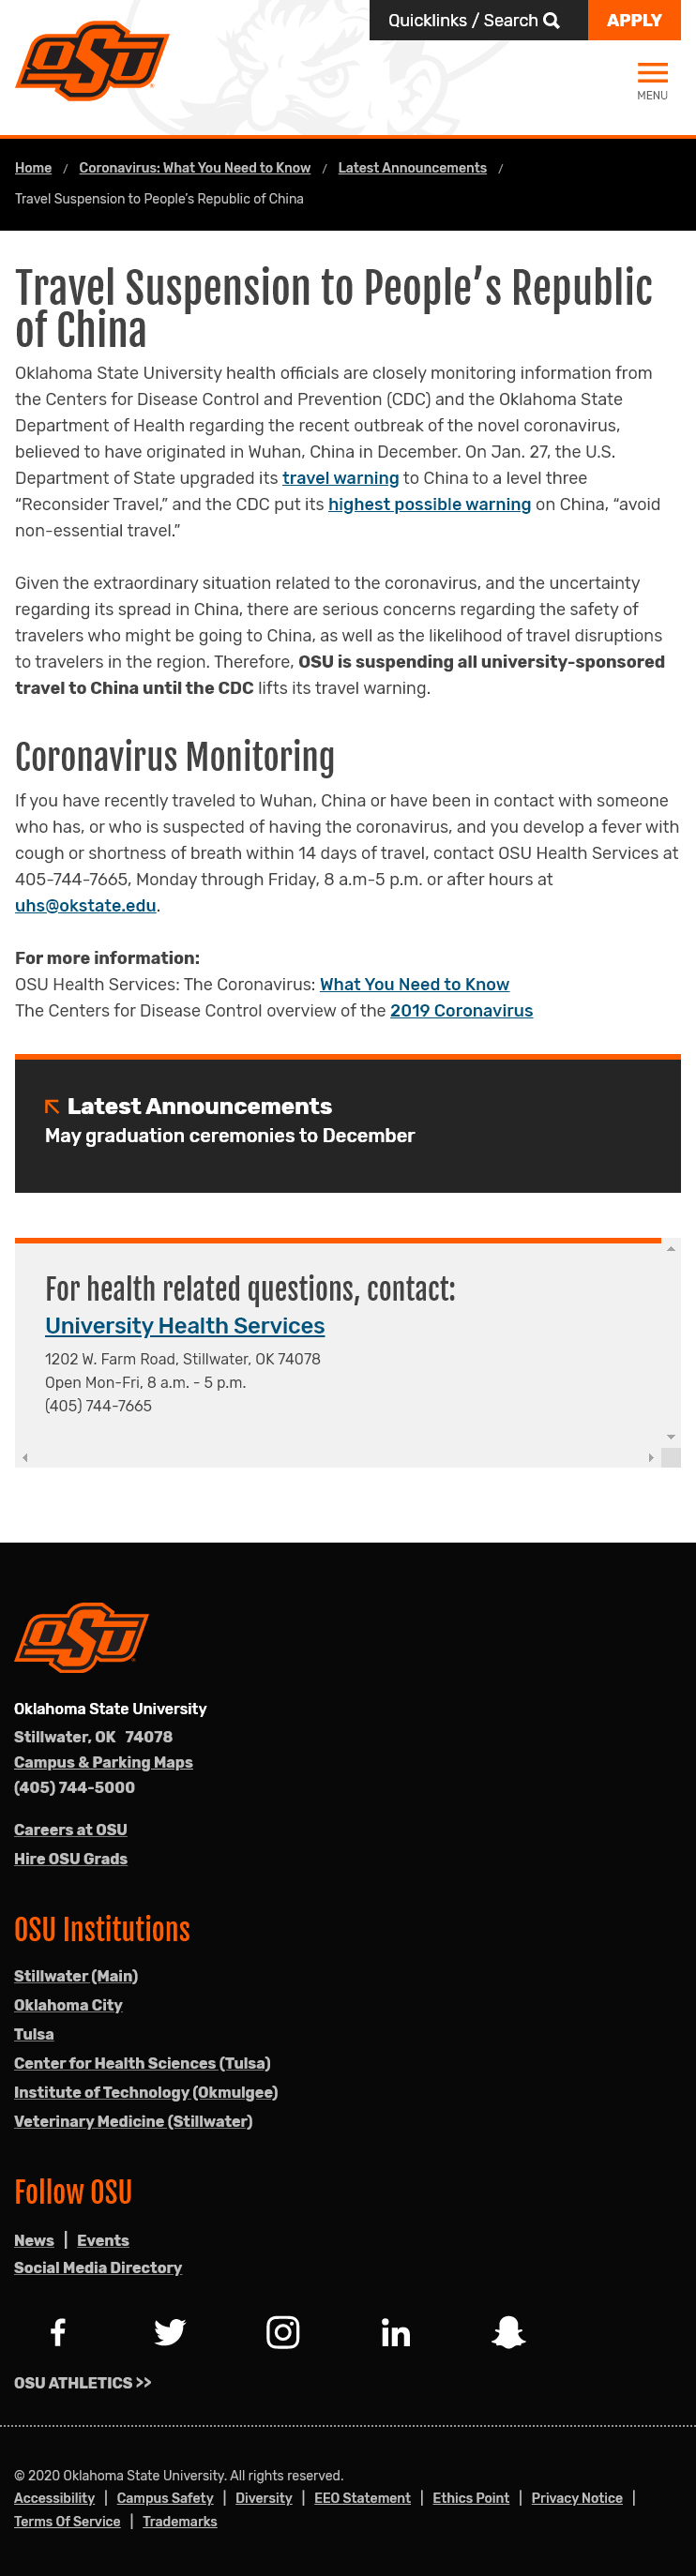 OSU
Quicklinks / Search
APPLY
MENU
Home / Coronavirus: What You Need to Know / Latest Announcements /
Travel Suspension to People’s Republic of China
Travel Suspension to People’s Republic
of China
Oklahoma State University health officials are closely monitoring information from
the Centers for Disease Control and Prevention (CDC) and the Oklahoma State
Department of Health regarding the recent outbreak of the novel coronavirus,
believed to have originated in Wuhan, China in December. On Jan. 27, the U.S.
Department of State upgraded its travel warning to China to a level three
“Reconsider Travel,” and the CDC put its highest possible warning on China, “avoid
non-essential travel.”
Given the extraordinary situation related to the coronavirus, and the uncertainty
regarding its spread in China, there are serious concerns regarding the safety of
travelers who might be going to China, as well as the likelihood of travel disruptions
to travelers in the region. Therefore, OSU is suspending all university-sponsored
travel to China until the CDC lifts its travel warning.
Coronavirus Monitoring
If you have recently traveled to Wuhan, China or have been in contact with someone
who has, or who is suspected of having the coronavirus, and you develop a fever with
cough or shortness of breath within 14 days of travel, contact OSU Health Services at
405-744-7665, Monday through Friday, 8 a.m-5 p.m. or after hours at
uhs@okstate.edu.
For more information:
OSU Health Services: The Coronavirus: What You Need to Know
The Centers for Disease Control overview of the 2019 Coronavirus
Latest Announcements
May graduation ceremonies to December
For health related questions, contact:
University Health Services
1202 W. Farm Road, Stillwater, OK 74078
Open Mon-Fri, 8 a.m. - 5 p.m.
(405) 744-7665
OSU
Oklahoma State University
Stillwater, OK 74078
Campus & Parking Maps
(405) 744-5000
Careers at OSU
Hire OSU Grads
OSU Institutions
Stillwater (Main)
Oklahoma City
Tulsa
Center for Health Sciences (Tulsa)
Institute of Technology (Okmulgee)
Veterinary Medicine (Stillwater)
Follow OSU
News | Events
Social Media Directory
OSU ATHLETICS >>
© 2020 Oklahoma State University. All rights reserved.
Accessibility | Campus Safety | Diversity | EEO Statement | Ethics Point | Privacy Notice |
Terms Of Service | Trademarks